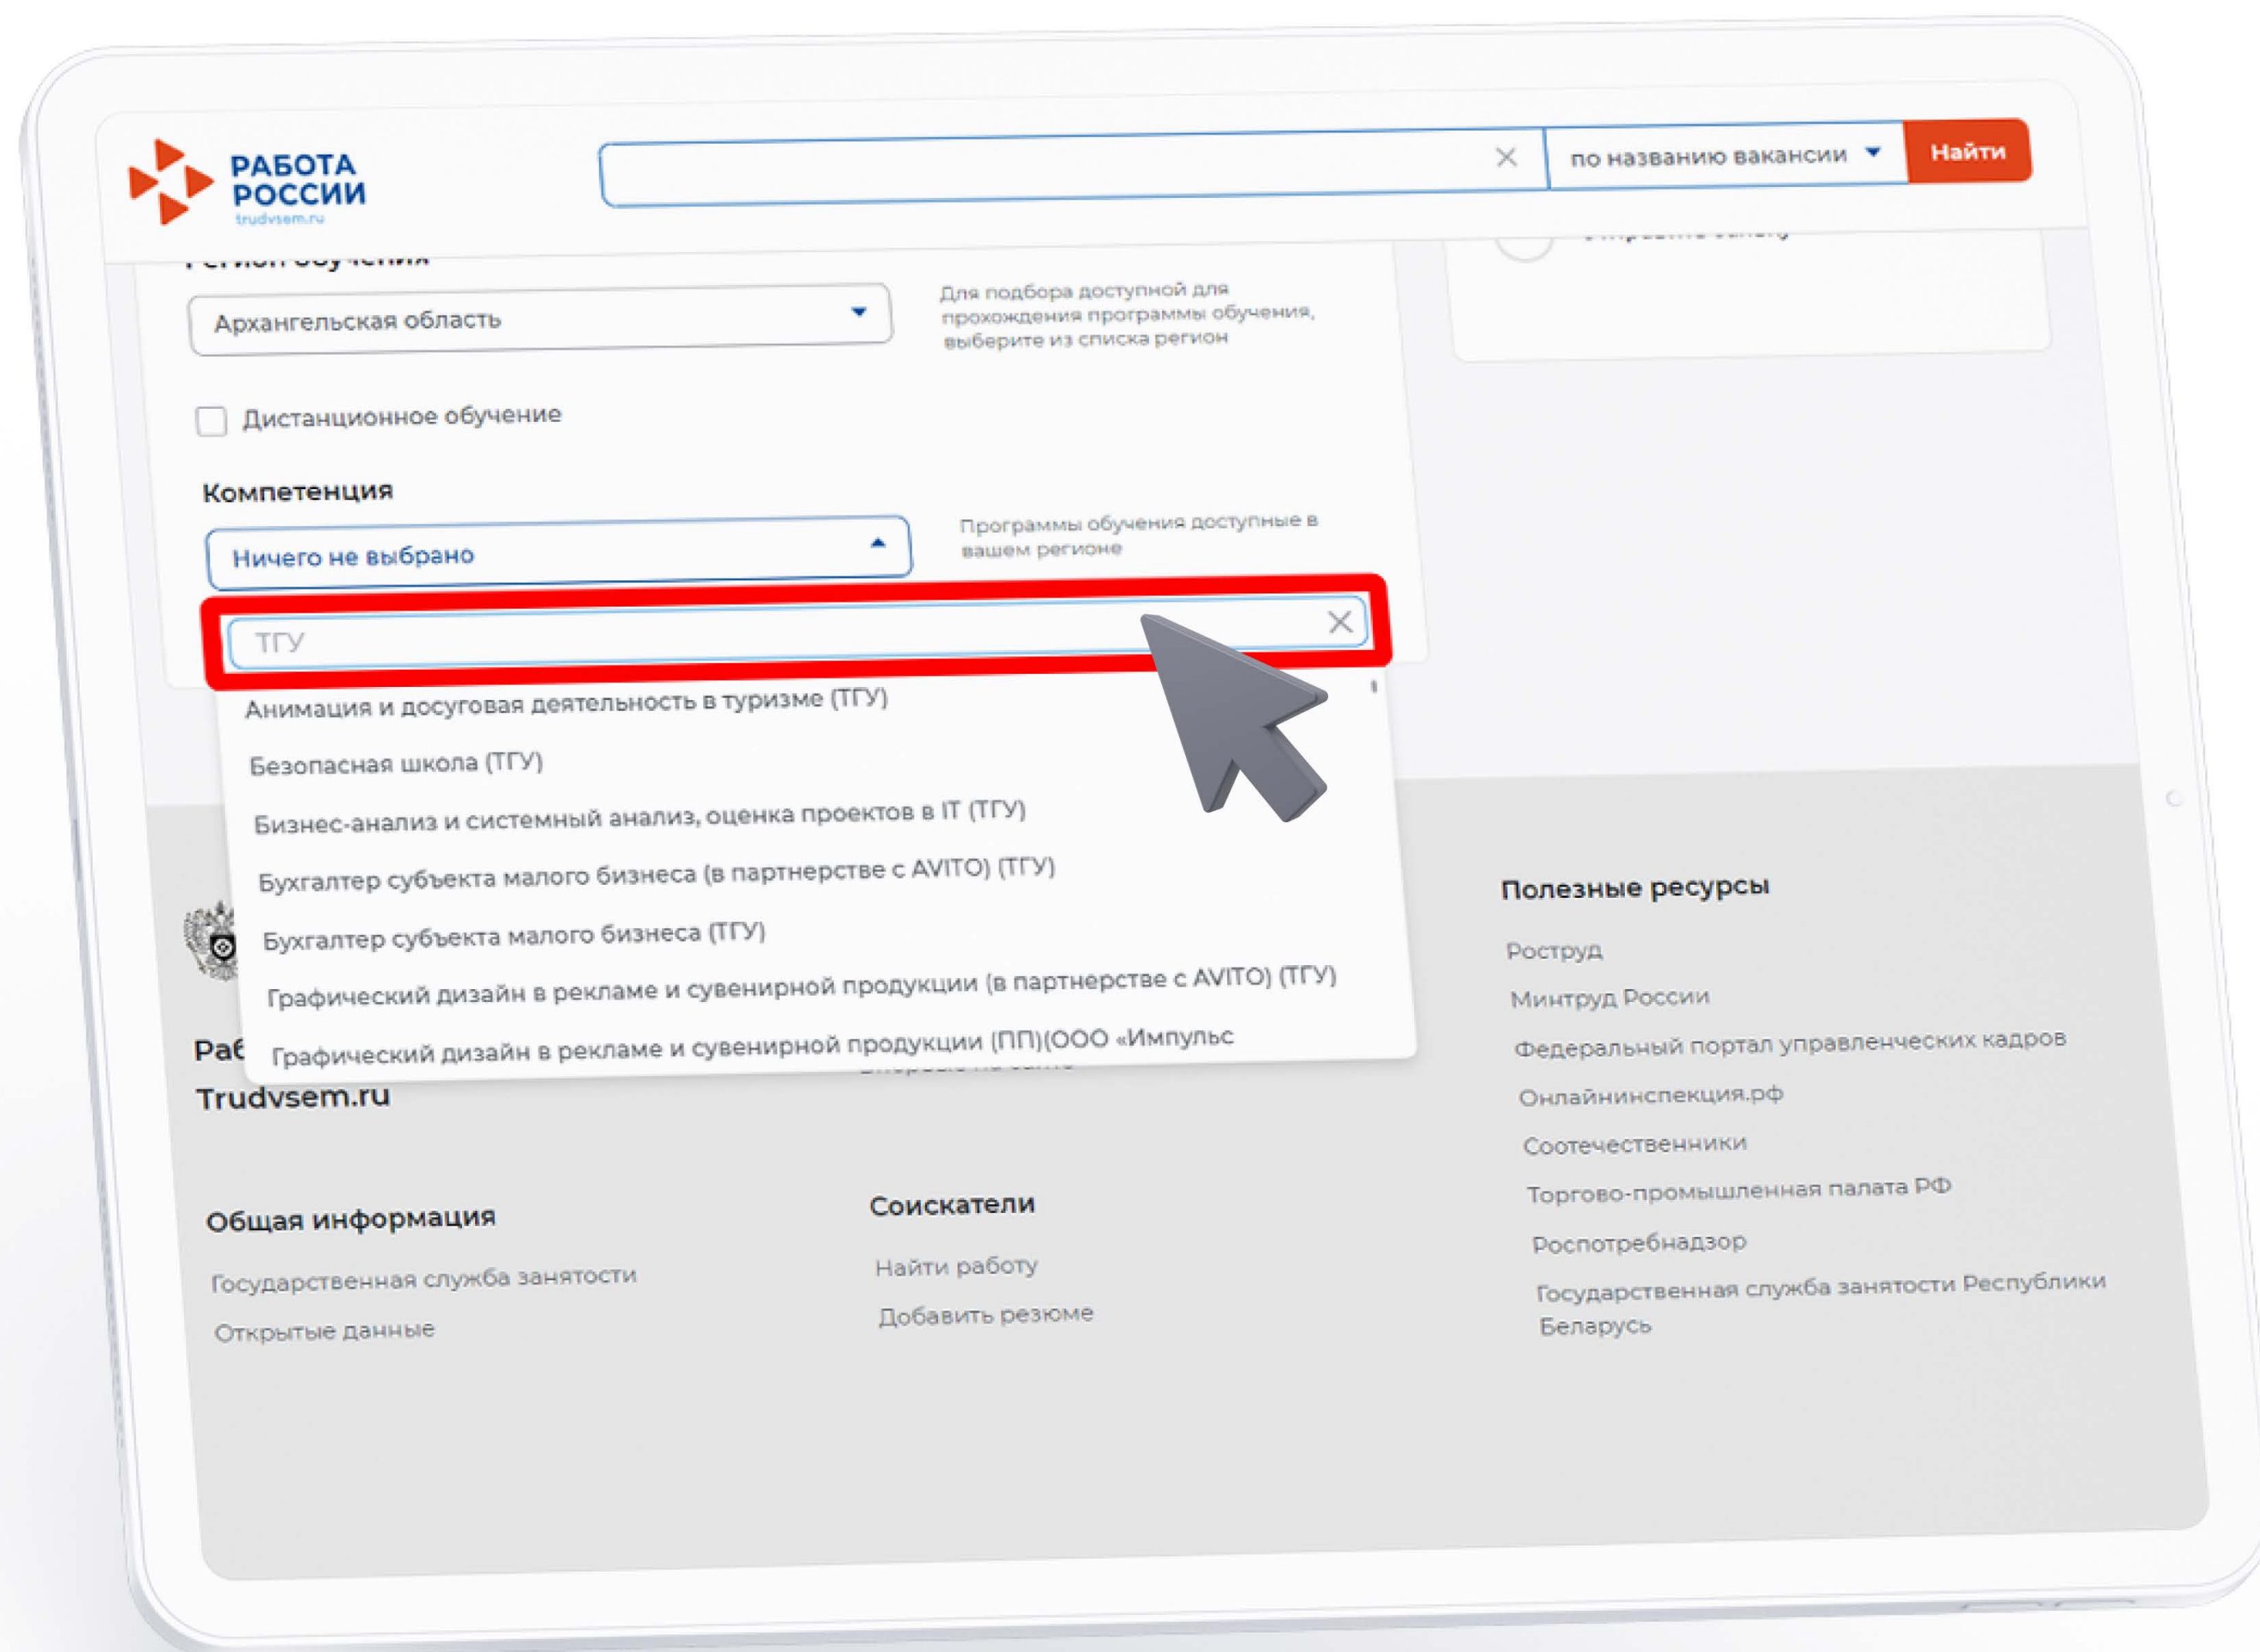 РАБОТА
РОССИИ
trudvsem.ru
по названию вакансии
Найти
Регион обучения
Архангельская область
Для подбора доступной для
прохождения программы обучения,
выберите из списка регион
Дистанционное обучение
Компетенция
Ничего не выбрано
Программы обучения доступные в
вашем регионе
ТГУ
Анимация и досуговая деятельность в туризме (ТГУ)
Безопасная школа (ТГУ)
Бизнес-анализ и системный анализ, оценка проектов в IT (ТГУ)
Бухгалтер субъекта малого бизнеса (в партнерстве с AVITO) (ТГУ)
Бухгалтер субъекта малого бизнеса (ТГУ)
Графический дизайн в рекламе и сувенирной продукции (в партнерстве с AVITO) (ТГУ)
Графический дизайн в рекламе и сувенирной продукции (ПП)(ООО «Импульс
Раб
Trudvsem.ru
Общая информация
Государственная служба занятости
Открытые данные
Соискатели
Найти работу
Добавить резюме
Полезные ресурсы
Роструд
Минтруд России
Федеральный портал управленческих кадров
Онлайнинспекция.рф
Соотечественники
Торгово-промышленная палата РФ
Роспотребнадзор
Государственная служба занятости Республики
Беларусь